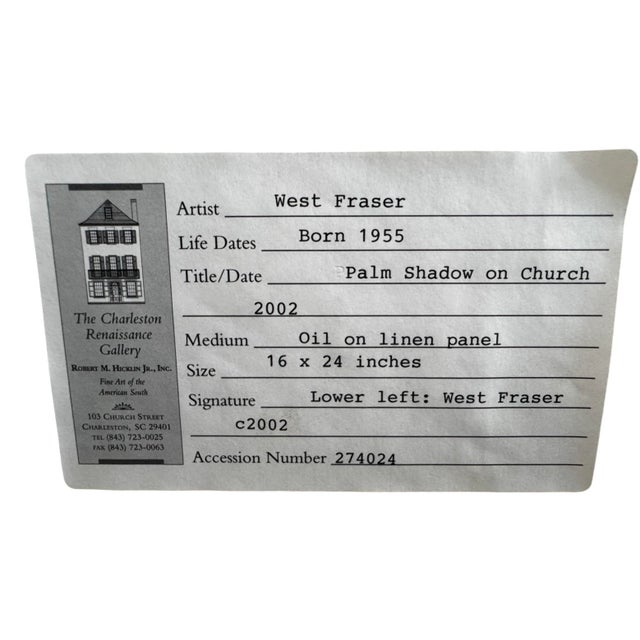 Artist West Fraser
Life Dates Born 1955
Title/Date Palm Shadow on Church
2002
Medium Oil on linen panel
Size 16 x 24 inches
Signature Lower left: West Fraser
c2002
Accession Number 274024
The Charleston
Renaissance
Gallery
Robert M. Hicklin Jr., Inc.
Fine Art of the
American South
103 Church Street
Charleston, SC 29401
tel (843) 723-0025
fax (843) 723-0063